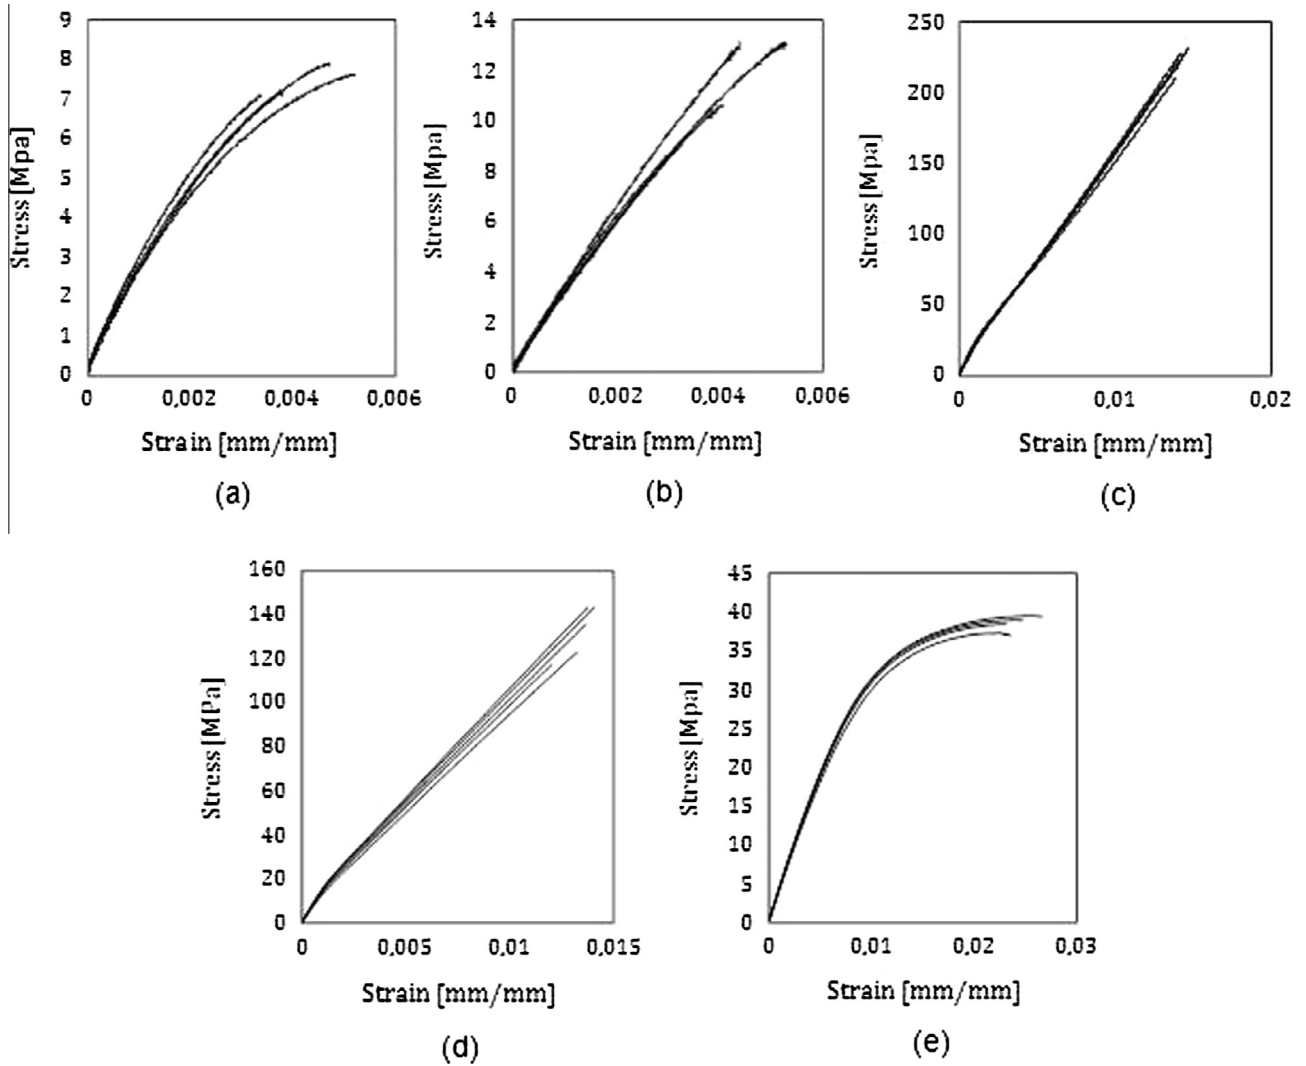 9
8
7
6
5
4
3
2
1
0
Stress [Mpa]
0 0,002 0,004 0,006
Strain [mm/mm]
(a)
14
12
10
8
6
4
2
0
Stress [Mpa]
0 0,002 0,004 0,006
Strain [mm/mm]
(b)
250
200
150
100
50
0
Stress [Mpa]
0 0,01 0,02
Strain [mm/mm]
(c)
160
140
120
100
80
60
40
20
0
Stress [MPa]
0 0,005 0,01 0,015
Strain [mm/mm]
(d)
45
40
35
30
25
20
15
10
5
0
Stress [Mpa]
0 0,01 0,02 0,03
Strain [mm/mm]
(e)